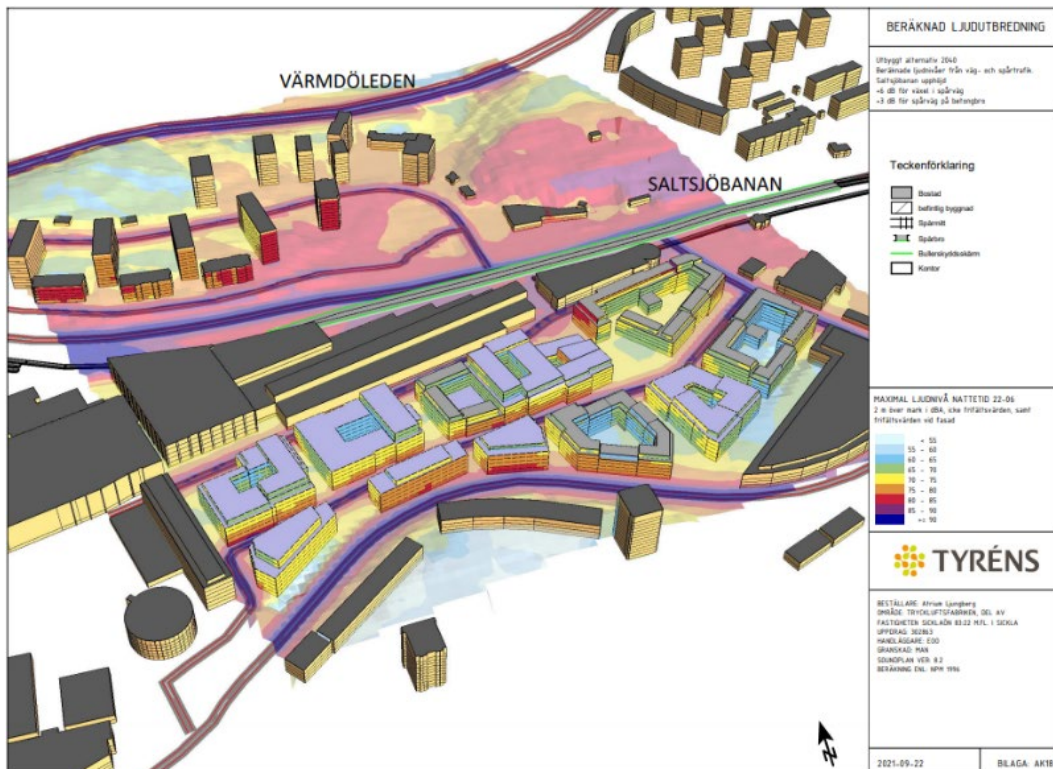 VÄRMDÖLEDEN
SALTSJÖBANAN
BERÄKNAD LJUDUTBREDNING
Utbyggt alternativ 2040
Beräknade ljudnivåer från väg- och spårtrafik.
Saltsjöbanan upphöjd
+6 dB för växel i spårväg
+3 dB för spårväg på betongbro
Teckenförklaring
Bostad
befintlig byggnad
Spårmitt
Spårbro
Bullerskyddsskärm
Kontor
MAXIMAL LJUDNIVÅ NATTETID 22-06
2 m över mark i dBA, icke frifältsvärden, samt
frifältsvärden vid fasad
< 55
55 - 60
60 - 65
65 - 70
70 - 75
75 - 80
80 - 85
85 - 90
>= 90
TYRÉNS
BESTÄLLARE: Atrium Ljungberg
OMRÅDE: TRYCKLUFTSFABRIKEN, DEL AV
FASTIGHETEN SICKLAÖN 83:22 M.FL. I SICKLA
UPPDRAG: 302863
HANDLÄGGARE: EOO
GRANSKAD: MAN
SOUNDPLAN VER: 8.2
BERÄKNING ENL: NPM 1996
N
2021-09-22
BILAGA: AK18